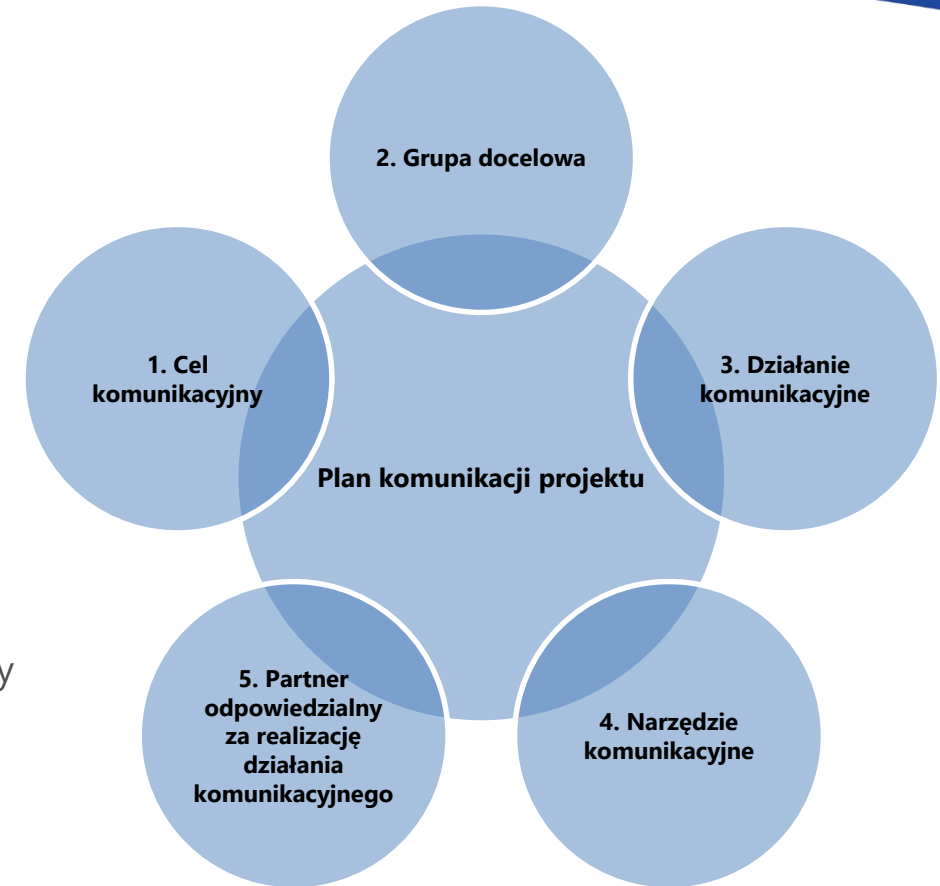 2. Grupa docelowa
1. Cel
komunikacyjny
3. Działanie
komunikacyjne
Plan komunikacji projektu
y
5. Partner
odpowiedzialny
za realizację
działania
komunikacyjnego
4. Narzędzie
komunikacyjne